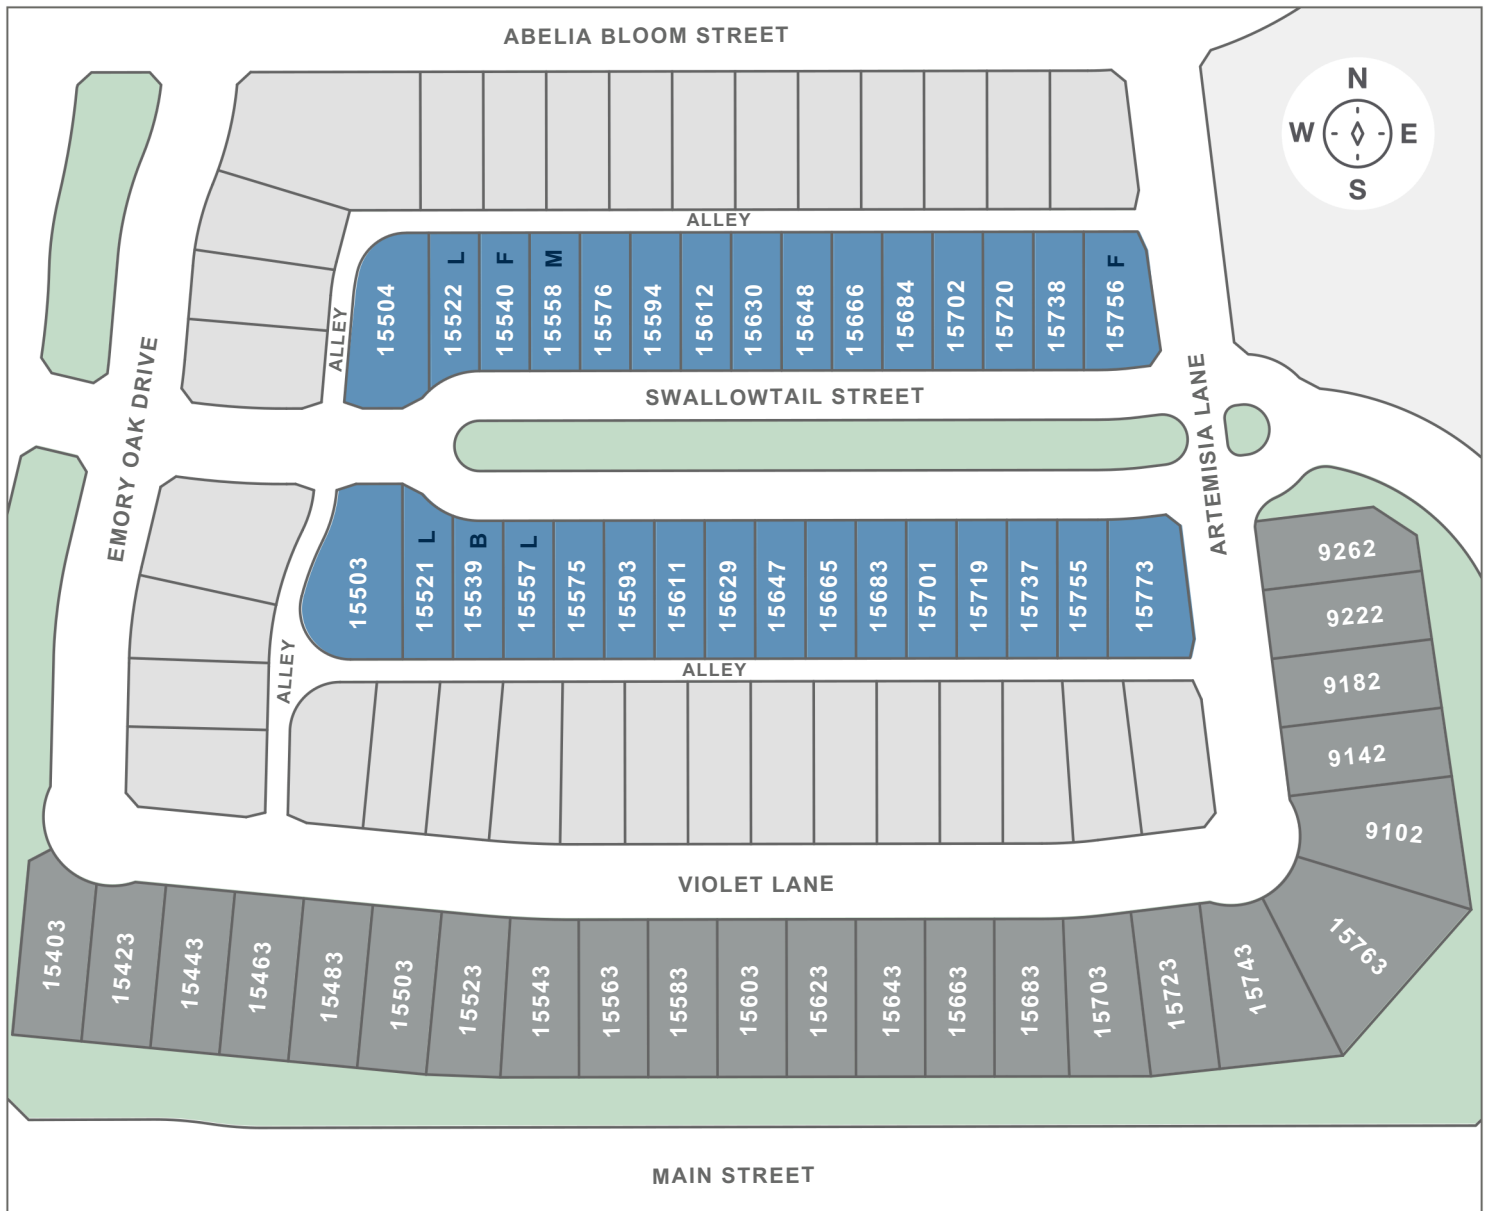 ABELIA BLOOM STREET
N
W
E
S
ALLEY
15504
15522 L
15540 F
15558 M
15576
15594
15612
15630
15648
15666
15684
15702
15720
15738
15756 F
ALLEY
EMORY OAK DRIVE
SWALLOWTAIL STREET
ARTEMISIA LANE
15503
15521 L
15539 B
15557 L
15575
15593
15611
15629
15647
15665
15683
15701
15719
15737
15755
15773
ALLEY
ALLEY
9262
9222
9182
9142
9102
VIOLET LANE
15403
15423
15443
15463
15483
15503
15523
15543
15563
15583
15603
15623
15643
15663
15683
15703
15723
15743
15763
MAIN STREET